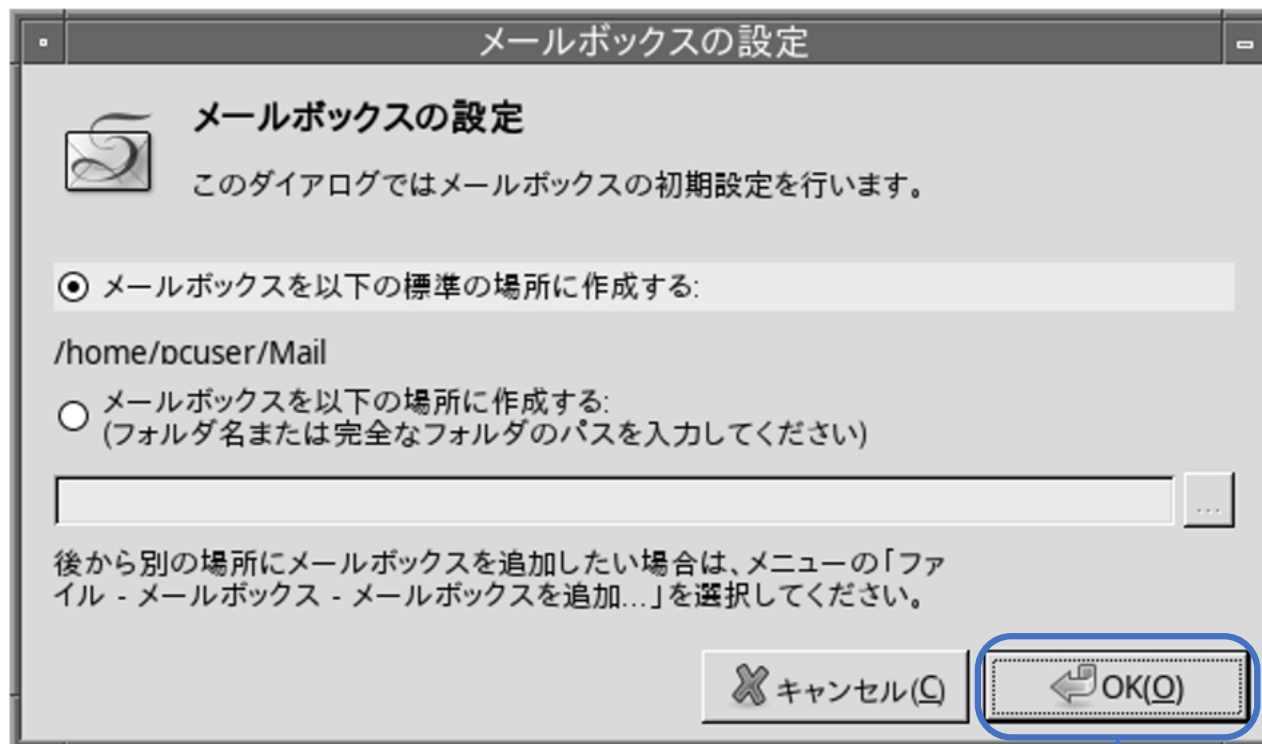 メールボックスの設定
メールボックスの設定
このダイアログではメールボックスの初期設定を行います。
メールボックスを以下の標準の場所に作成する:
/home/pcuser/Mail
メールボックスを以下の場所に作成する:
(フォルダ名または完全なフォルダのパスを入力してください)
...
後から別の場所にメールボックスを追加したい場合は、メニューの「ファ
イル - メールボックス - メールボックスを追加...」を選択してください。
キャンセル(C) OK(O)